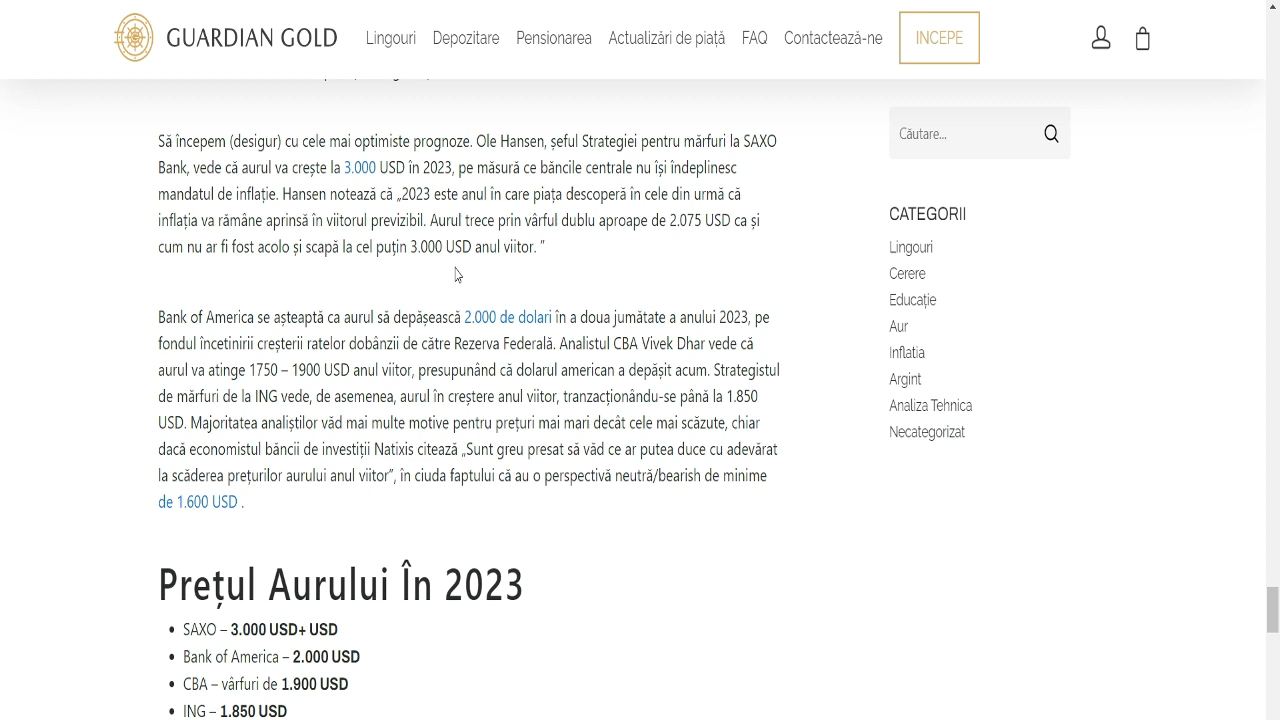 GUARDIAN GOLD
Lingouri Depozitare Pensionarea Actualizări de piață FAQ Contactează-ne INCEPE
Să începem (desigur) cu cele mai optimiste prognoze. Ole Hansen, șeful Strategiei pentru mărfuri la SAXO
Bank, vede că aurul va crește la 3.000 USD în 2023, pe măsură ce băncile centrale nu își îndeplinesc
mandatul de inflație. Hansen notează că „2023 este anul în care piața descoperă în cele din urmă că
inflația va rămâne aprinsă în viitorul previzibil. Aurul trece prin vârful dublu aproape de 2.075 USD ca și
cum nu ar fi fost acolo și scapă la cel puțin 3.000 USD anul viitor. ”
Bank of America se așteaptă ca aurul să depășească 2.000 de dolari în a doua jumătate a anului 2023, pe
fondul încetinirii creșterii ratelor dobânzii de către Rezerva Federală. Analistul CBA Vivek Dhar vede că
aurul va atinge 1750 – 1900 USD anul viitor, presupunând că dolarul american a depășit acum. Strategistul
de mărfuri de la ING vede, de asemenea, aurul în creștere anul viitor, tranzacționându-se până la 1.850
USD. Majoritatea analiștilor văd mai multe motive pentru prețuri mai mari decât cele mai scăzute, chiar
dacă economistul băncii de investiții Natixis citează „Sunt greu presat să văd ce ar putea duce cu adevărat
la scăderea prețurilor aurului anul viitor”, în ciuda faptului că au o perspectivă neutră/bearish de minime
de 1.600 USD .
Prețul Aurului În 2023
• SAXO – 3.000 USD+ USD
• Bank of America – 2.000 USD
• CBA – vârfuri de 1.900 USD
• ING – 1.850 USD
Căutare...
CATEGORII
Lingouri
Cerere
Educație
Aur
Inflatia
Argint
Analiza Tehnica
Necategorizat